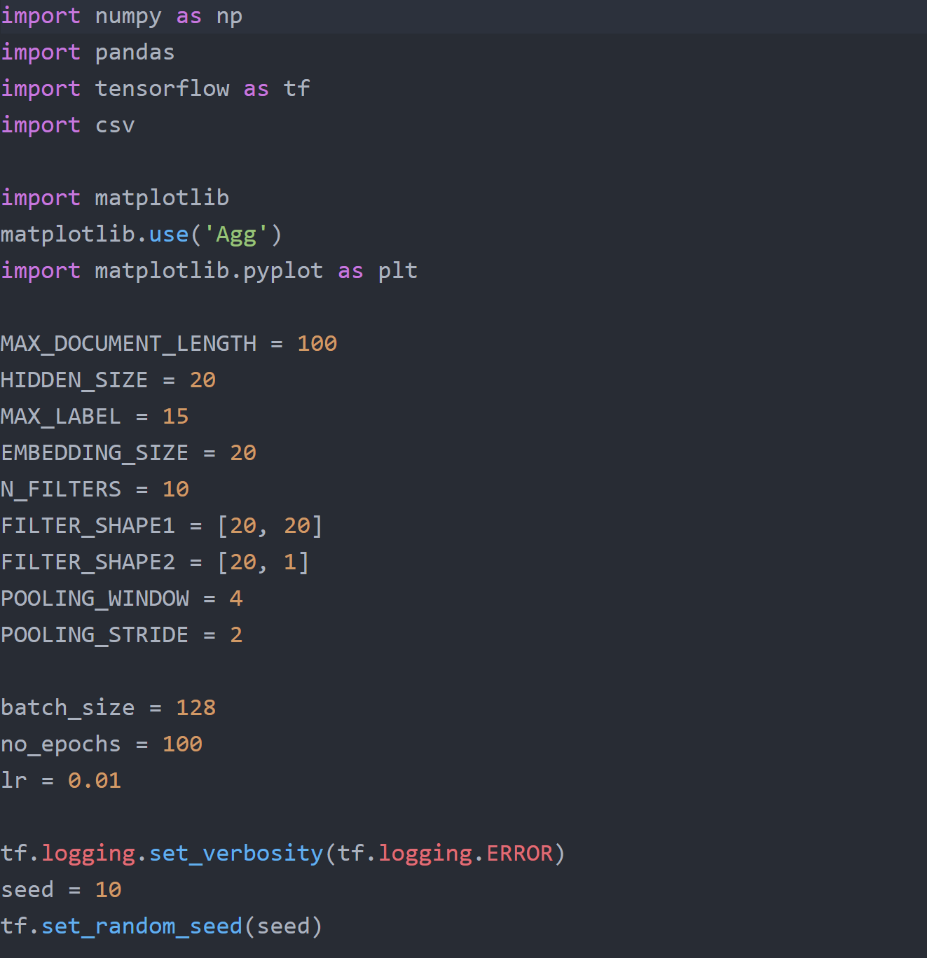 import numpy as np
import pandas
import tensorflow as tf
import csv

import matplotlib
matplotlib.use('Agg')
import matplotlib.pyplot as plt

MAX_DOCUMENT_LENGTH = 100
HIDDEN_SIZE = 20
MAX_LABEL = 15
EMBEDDING_SIZE = 20
N_FILTERS = 10
FILTER_SHAPE1 = [20, 20]
FILTER_SHAPE2 = [20, 1]
POOLING_WINDOW = 4
POOLING_STRIDE = 2

batch_size = 128
no_epochs = 100
lr = 0.01

tf.logging.set_verbosity(tf.logging.ERROR)
seed = 10
tf.set_random_seed(seed)